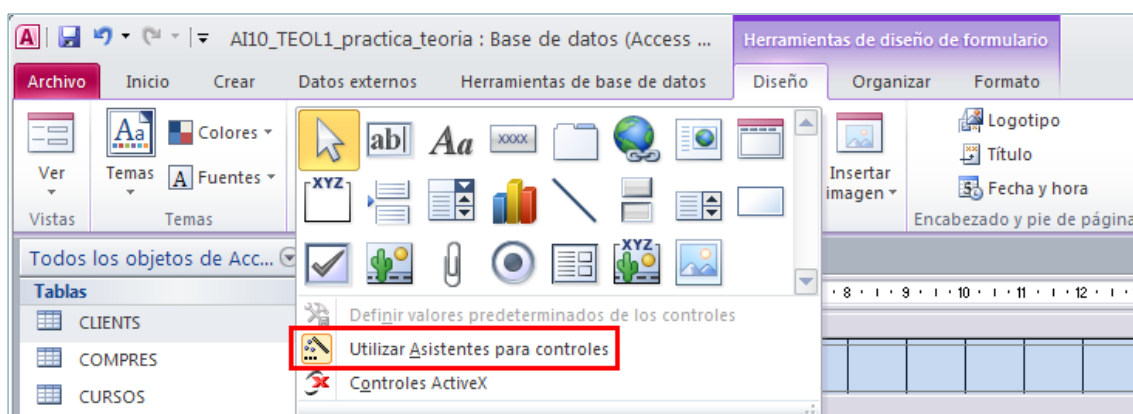 A AI10_TEOL1_practica_teoria : Base de datos (Access ... Herramientas de diseño de formulario
Archivo Inicio Crear Datos externos Herramientas de base de datos Diseño Organizar Formato
Aa Colores ab| Aa XXXX Logotipo
Título
Ver Temas A Fuentes XYZ Insertar imagen Fecha y hora
Vistas Temas Encabezado y pie de página
XYZ
Todos los objetos de Acc...
Tablas · 8 · ı · 9 · ı · 10 · ı · 11 · ı · 12 · ı ·
CLIENTS Definir valores predeterminados de los controles
Utilizar Asistentes para controles
COMPRES
Controles ActiveX
CURSOS